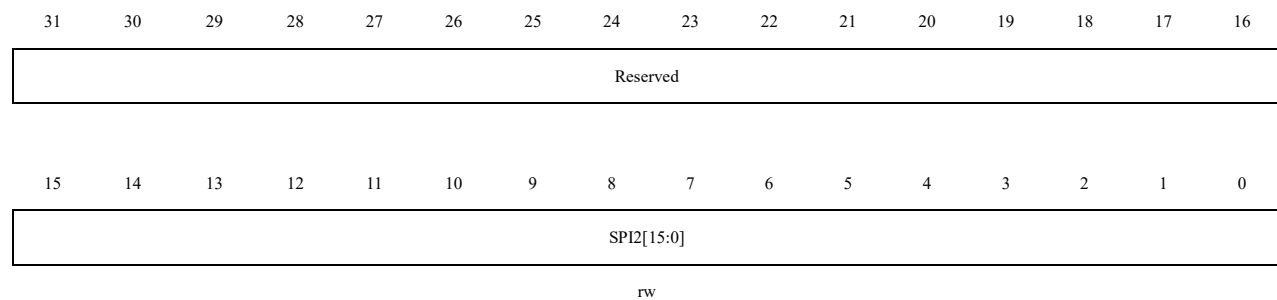 31 30 29 28 27 26 25 24 23 22 21 20 19 18 17 16
Reserved
15 14 13 12 11 10 9 8 7 6 5 4 3 2 1 0
SPI2[15:0]
rw